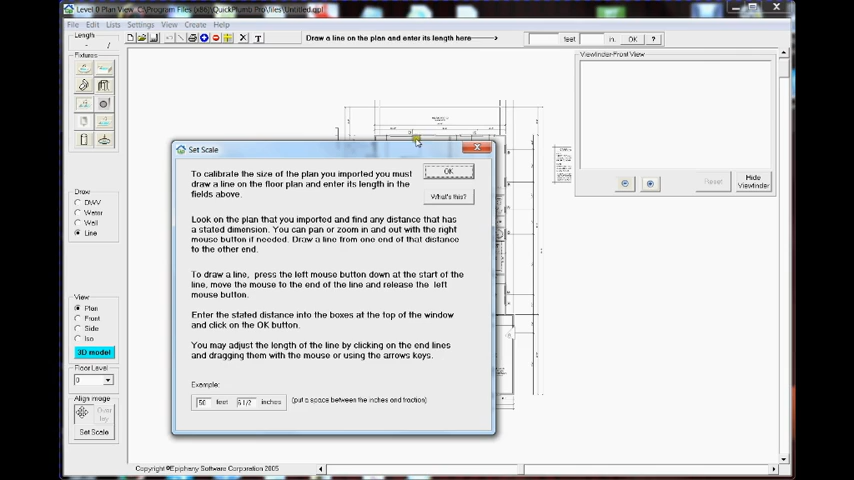 Level 0 Plan View C:\Program Files (x86)\QuickPlumb Pro\files\Untitled.qpl
File Edit Lists Settings View Create Help
Length
Draw a line on the plan and enter its length here
feet in. OK ?
Fixtures
Viewfinder-Front View
Reset
Hide
Viewfinder
Set Scale
To calibrate the size of the plan you imported you must
draw a line on the floor plan and enter its length in the
fields above.
OK
What's this?
Look on the plan that you imported and find any distance that has
a stated dimension. You can pan or zoom in and out with the right
mouse button if needed. Draw a line from one end of that distance
to the other end.
To draw a line, press the left mouse button down at the start of the
line, move the mouse to the end of the line and release the left
mouse button.
Enter the stated distance into the boxes at the top of the window
and click on the OK button.
You may adjust the length of the line by clicking on the end lines
and dragging them with the mouse or using the arrows keys.
Example:
50 feet 6 1/2 inches (put a space between the inches and fraction)
Draw
DWV
Water
Wall
Line
View
Plan
Front
Side
Iso
3D model
Floor Level
0
Align Image
Over
lay
Set Scale
Copyright ©Epiphany Software Corporation 2005